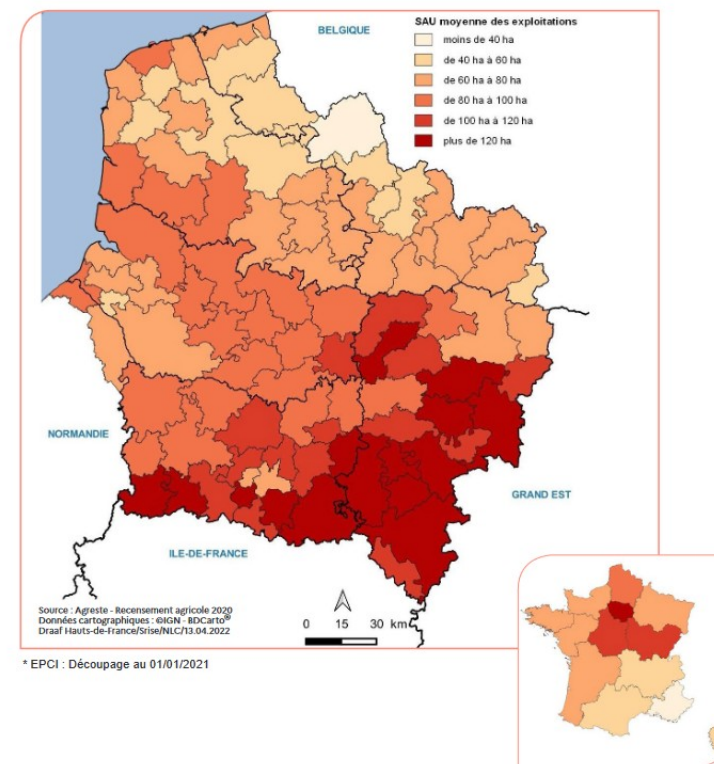 BELGIQUE
SAU moyenne des exploitations
moins de 40 ha
de 40 ha à 60 ha
de 60 ha à 80 ha
de 80 ha à 100 ha
de 100 ha à 120 ha
plus de 120 ha
NORMANDIE
GRAND EST
ILE-DE-FRANCE
Source : Agreste - Recensement agricole 2020
Données cartographiques : ©IGN - BDCarto®
Draaf Hauts-de-France/Srise/NLC/13.04.2022
0 15 30 km
* EPCI : Découpage au 01/01/2021